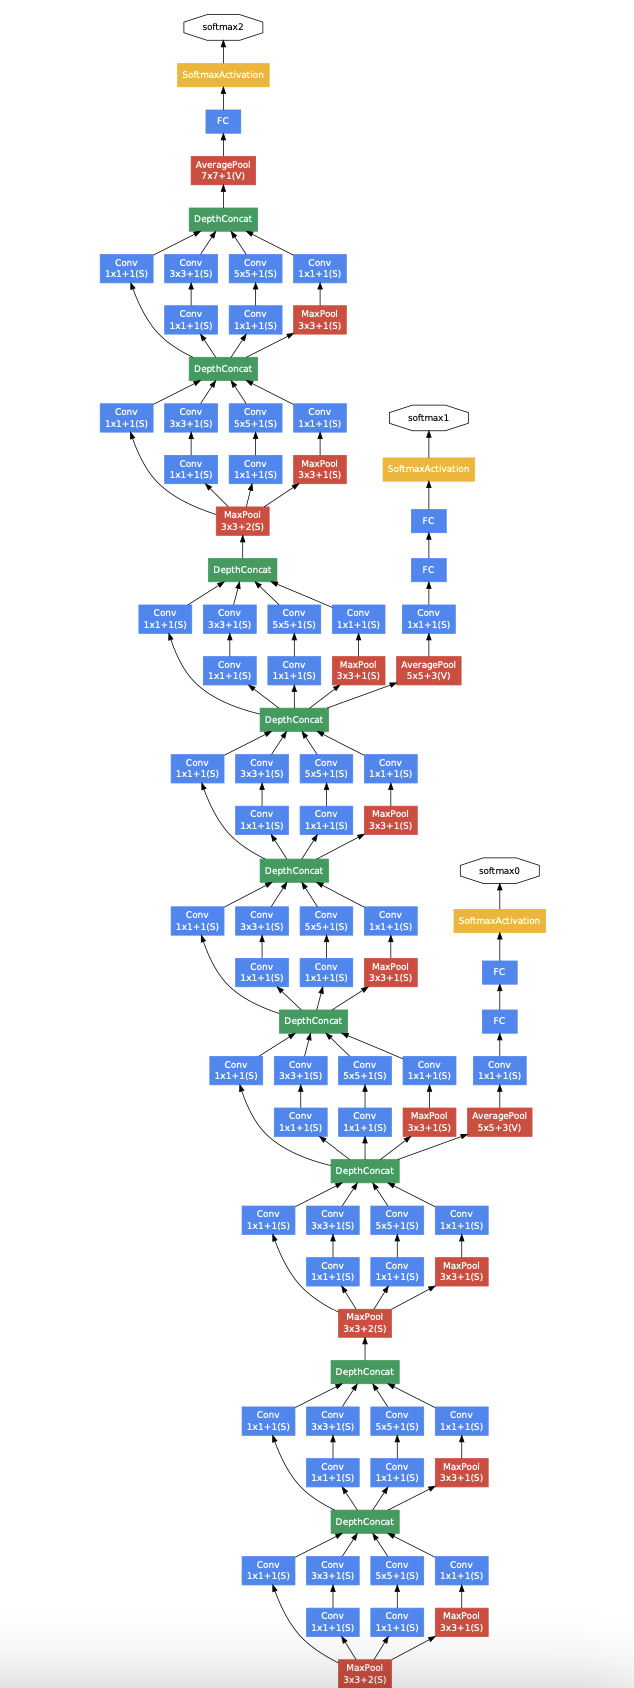 softmax2
SoftmaxActivation
FC
AveragePool
7x7+1(V)
DepthConcat
Conv
1x1+1(S)
Conv
3x3+1(S)
Conv
5x5+1(S)
Conv
1x1+1(S)
Conv
1x1+1(S)
Conv
1x1+1(S)
MaxPool
3x3+1(S)
DepthConcat
Conv
1x1+1(S)
Conv
3x3+1(S)
Conv
5x5+1(S)
Conv
1x1+1(S)
softmax1
Conv
1x1+1(S)
Conv
1x1+1(S)
MaxPool
3x3+1(S)
SoftmaxActivation
MaxPool
3x3+2(S)
FC
DepthConcat
FC
Conv
1x1+1(S)
Conv
3x3+1(S)
Conv
5x5+1(S)
Conv
1x1+1(S)
Conv
1x1+1(S)
Conv
1x1+1(S)
Conv
1x1+1(S)
MaxPool
3x3+1(S)
AveragePool
5x5+3(V)
DepthConcat
Conv
1x1+1(S)
Conv
3x3+1(S)
Conv
5x5+1(S)
Conv
1x1+1(S)
Conv
1x1+1(S)
Conv
1x1+1(S)
MaxPool
3x3+1(S)
DepthConcat
softmax0
Conv
1x1+1(S)
Conv
3x3+1(S)
Conv
5x5+1(S)
Conv
1x1+1(S)
SoftmaxActivation
Conv
1x1+1(S)
Conv
1x1+1(S)
MaxPool
3x3+1(S)
FC
DepthConcat
FC
Conv
1x1+1(S)
Conv
3x3+1(S)
Conv
5x5+1(S)
Conv
1x1+1(S)
Conv
1x1+1(S)
Conv
1x1+1(S)
Conv
1x1+1(S)
MaxPool
3x3+1(S)
AveragePool
5x5+3(V)
DepthConcat
Conv
1x1+1(S)
Conv
3x3+1(S)
Conv
5x5+1(S)
Conv
1x1+1(S)
Conv
1x1+1(S)
Conv
1x1+1(S)
MaxPool
3x3+1(S)
MaxPool
3x3+2(S)
DepthConcat
Conv
1x1+1(S)
Conv
3x3+1(S)
Conv
5x5+1(S)
Conv
1x1+1(S)
Conv
1x1+1(S)
Conv
1x1+1(S)
MaxPool
3x3+1(S)
DepthConcat
Conv
1x1+1(S)
Conv
3x3+1(S)
Conv
5x5+1(S)
Conv
1x1+1(S)
Conv
1x1+1(S)
Conv
1x1+1(S)
MaxPool
3x3+1(S)
MaxPool
3x3+2(S)